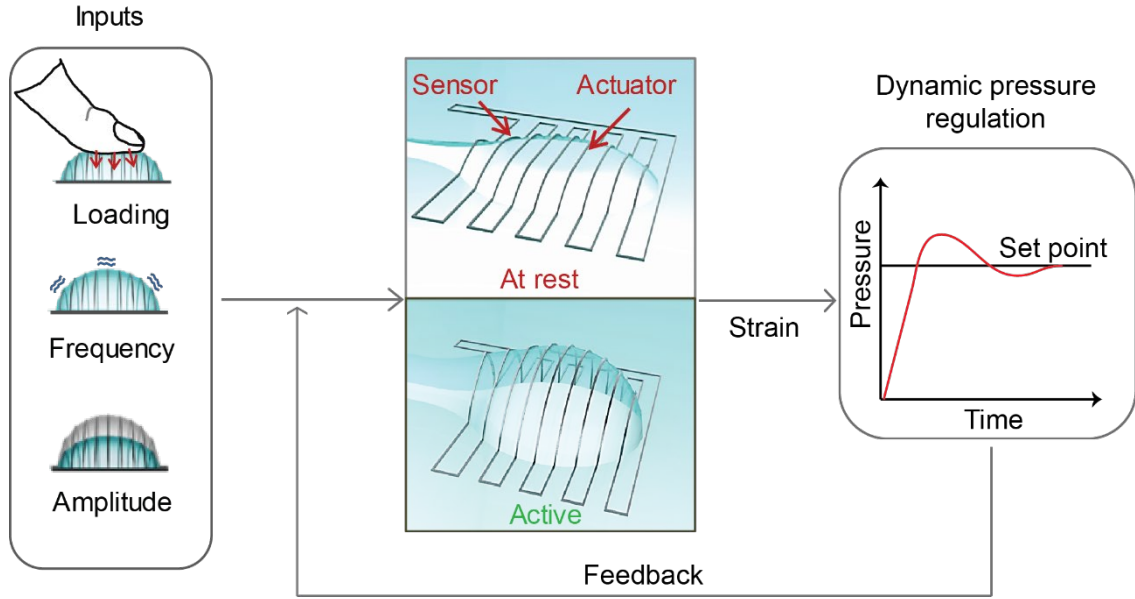 Inputs
Loading
Frequency
Amplitude
Sensor
Actuator
At rest
Active
Strain
Dynamic pressure
regulation
Pressure
Set point
Time
Feedback